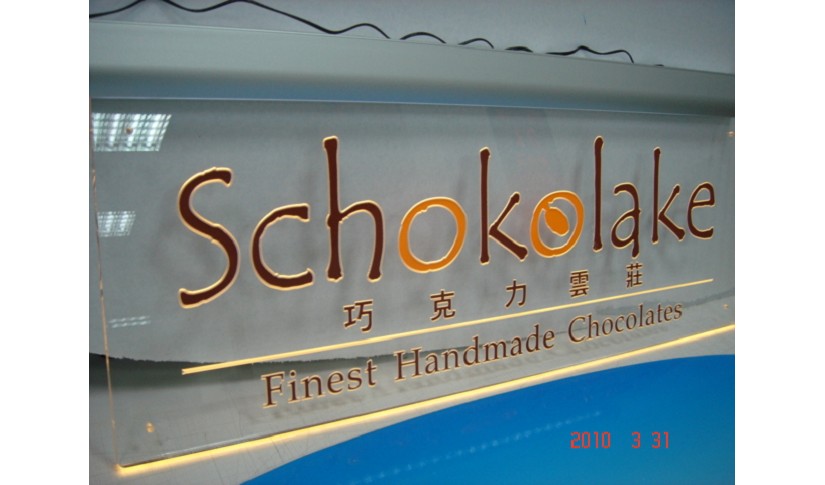 Schokolake
巧克力雲莊
Finest Handmade Chocolates
2010 3 31